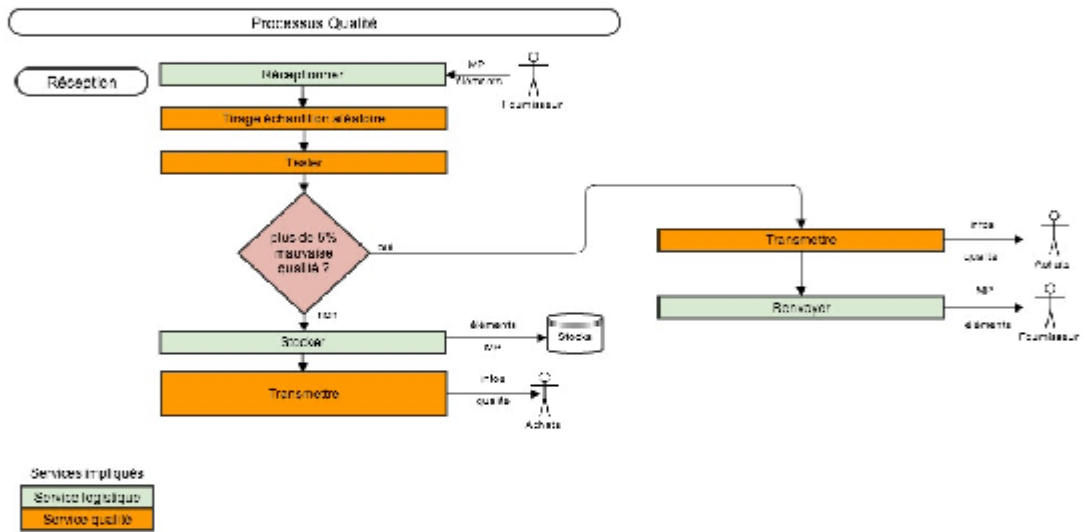 Processus Qualité
Réception
Réceptionner
MP
éléments
Fournisseur
Tirage échantillon aléatoire
Tester
plus de 5%
mauvaise
qualité ?
oui
non
Transmettre
infos
qualité
Achats
Renvoyer
MP
éléments
Fournisseur
Stocker
éléments
MP
Stocks
Transmettre
infos
qualité
Achats
Services impliqués
Service logistique
Service qualité